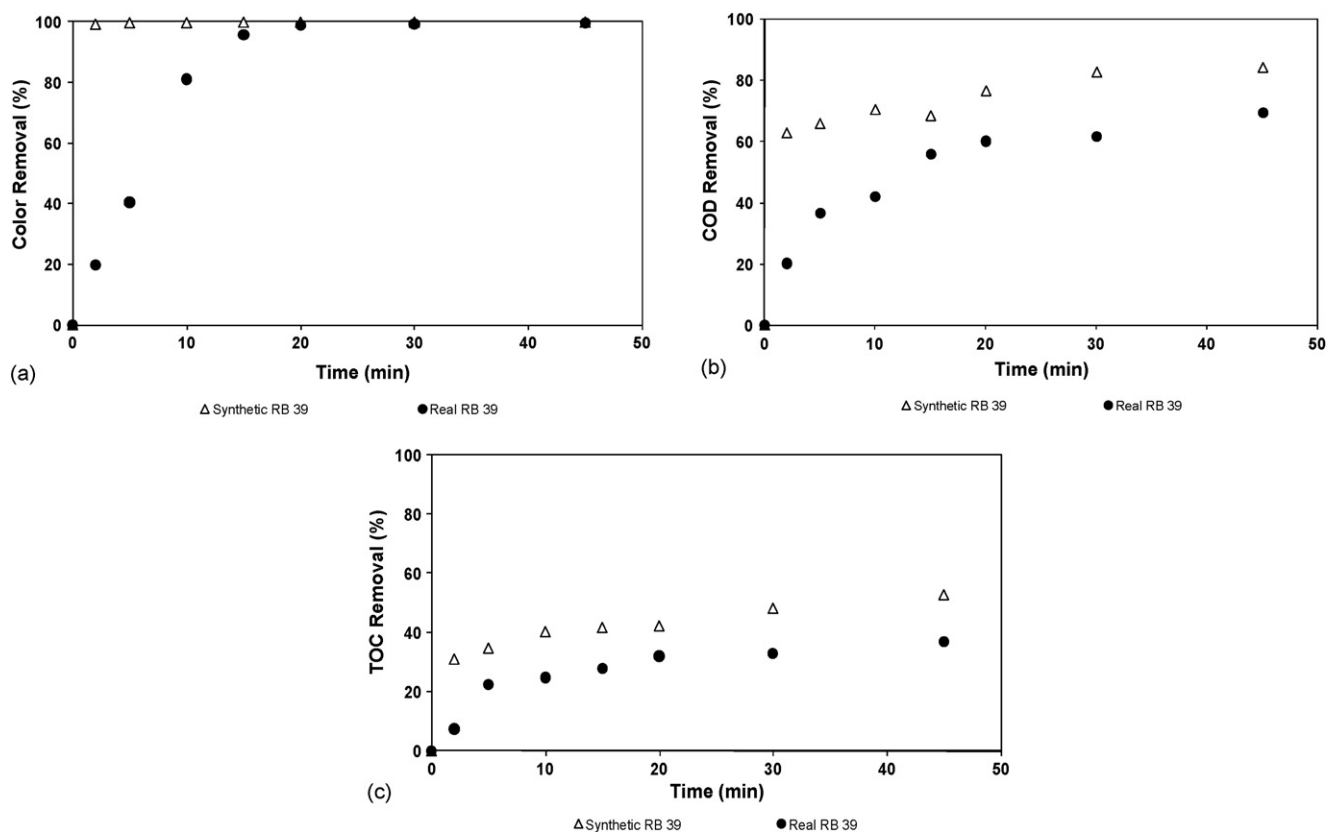 100
80
60
40
20
0
Color Removal (%)
0 10 20 30 40 50
Time (min)
(a)
△ Synthetic RB 39 ● Real RB 39
100
80
60
40
20
0
COD Removal (%)
0 10 20 30 40 50
Time (min)
(b)
△ Synthetic RB 39 ● Real RB 39
100
80
60
40
20
0
TOC Removal (%)
0 10 20 30 40 50
Time (min)
(c)
△ Synthetic RB 39 ● Real RB 39